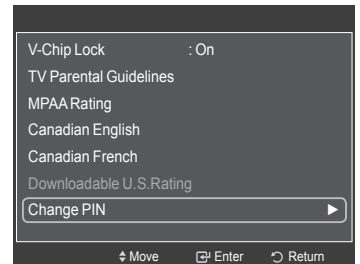 V-Chip Lock : On
TV Parental Guidelines
MPAA Rating
Canadian English
Canadian French
Downloadable U.S.Rating
Change PIN ►
Move Enter Return